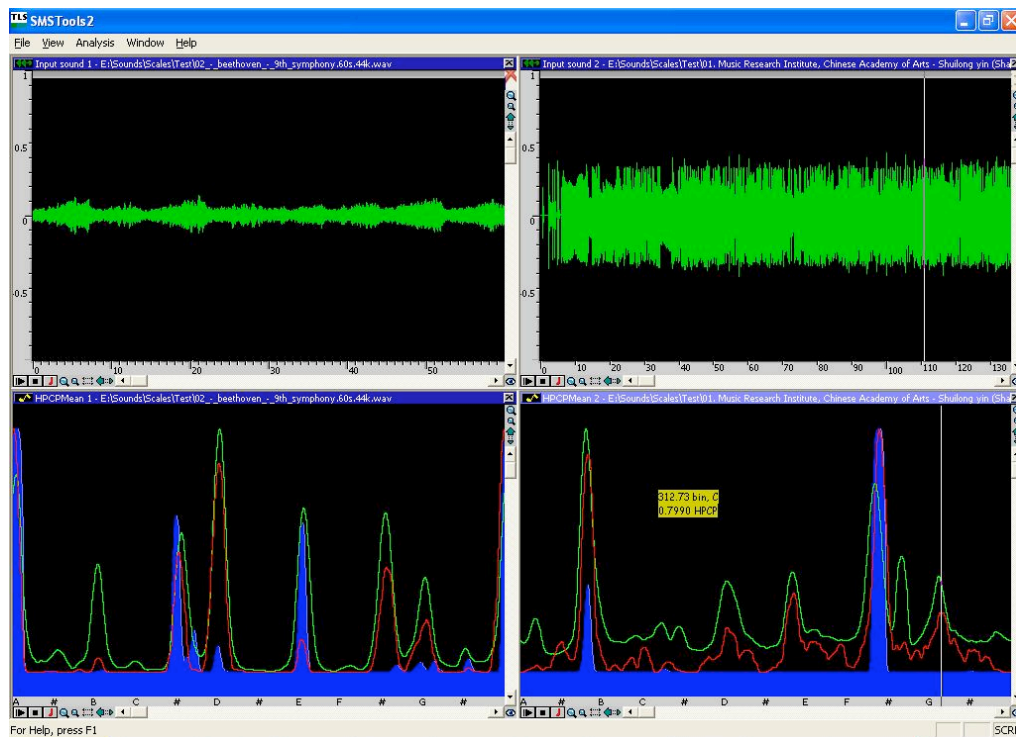 TLS SMSTools2
File View Analysis Window Help
Input sound 1 - E:\Sounds\Scales\Test\02_-_beethoven_-_9th_symphony.60s.44k.wav
Input sound 2 - E:\Sounds\Scales\Test\01. Music Research Institute, Chinese Academy of Arts - Shuilong yin (Sha
1
0.5
0
-0.5
0 10 20 30 40 50
1
0.5
0
-0.5
0 10 20 30 40 50 60 70 80 90 100 110 120 130
HPCPMean 1 - E:\Sounds\Scales\Test\02_-_beethoven_-_9th_symphony.60s.44k.wav
HPCPMean 2 - E:\Sounds\Scales\Test\01. Music Research Institute, Chinese Academy of Arts - Shuilong yin (Sha
312.73 bin, C
0.7990 HPCP
A # B C # D # E F # G #
A # B C # D # E F # G #
For Help, press F1
SCRI